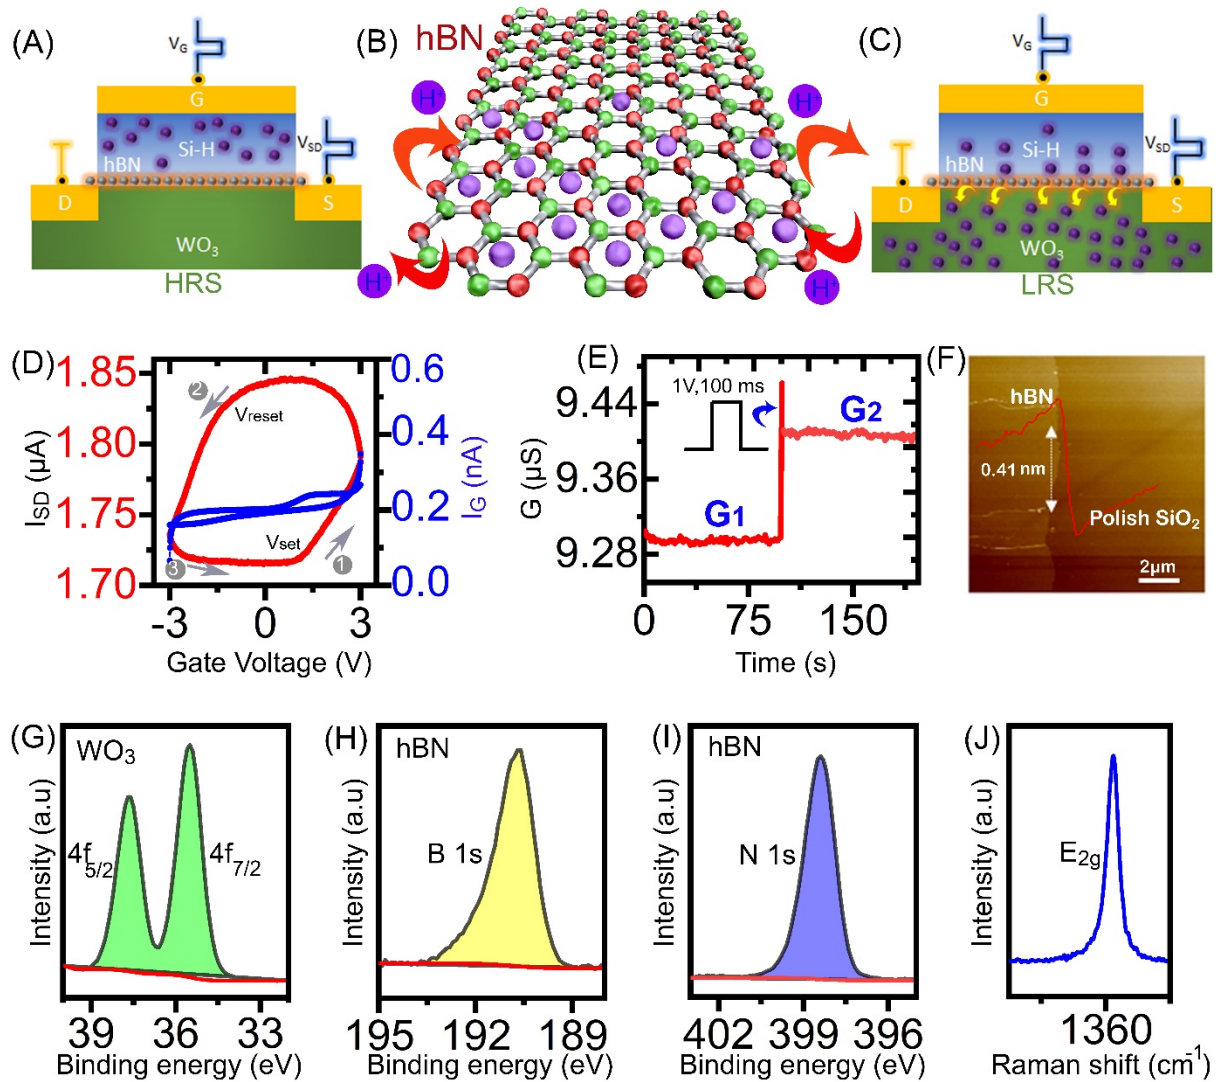 (A)
V_G
G
Si-H
hBN
V_SD
D
S
WO₃
HRS
(B)
hBN
H⁺
H⁺
H⁺
H⁺
(C)
V_G
G
Si-H
hBN
V_SD
D
S
WO₃
LRS
(D)
1.85
1.80
1.75
1.70
I_SD (µA)
0.6
0.4
0.2
0.0
I_G (nA)
2
Vreset
Vset
1
3
-3
0
3
Gate Voltage (V)
(E)
9.44
9.36
9.28
G (µS)
1V,100 ms
G1
G2
0
75
150
Time (s)
(F)
hBN
0.41 nm
Polish SiO₂
2µm
(G)
WO₃
4f5/2
4f7/2
Intensity (a.u)
39
36
33
Binding energy (eV)
(H)
hBN
B 1s
Intensity (a.u)
195
192
189
Binding energy (eV)
(I)
hBN
N 1s
Intensity (a.u)
402
399
396
Binding energy (eV)
(J)
E2g
Intensity (a.u)
1360
Raman shift (cm⁻¹)